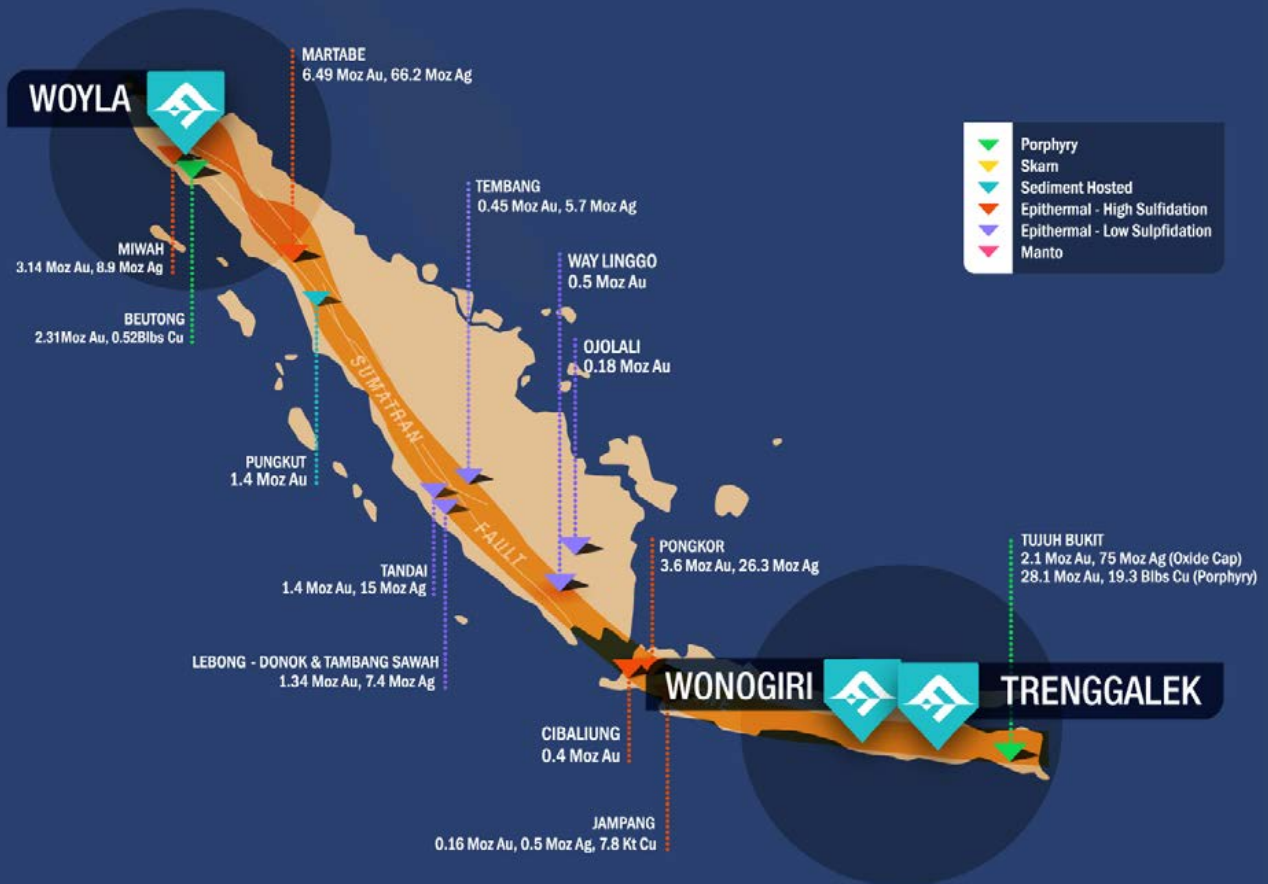 MARTABE
6.49 Moz Au, 66.2 Moz Ag
WOYLA
Porphyry
Skarn
Sediment Hosted
Epithermal - High Sulfidation
Epithermal - Low Sulpfidation
Manto
TEMBANG
0.45 Moz Au, 5.7 Moz Ag
MIWAH
3.14 Moz Au, 8.9 Moz Ag
WAY LINGGO
0.5 Moz Au
BEUTONG
2.31Moz Au, 0.52Blbs Cu
OJOLALI
0.18 Moz Au
SUMATRAN
FAULT
PUNGKUT
1.4 Moz Au
PONGKOR
3.6 Moz Au, 26.3 Moz Ag
TUJUH BUKIT
2.1 Moz Au, 75 Moz Ag (Oxide Cap)
28.1 Moz Au, 19.3 Blbs Cu (Porphyry)
TANDAI
1.4 Moz Au, 15 Moz Ag
LEBONG - DONOK & TAMBANG SAWAH
1.34 Moz Au, 7.4 Moz Ag
WONOGIRI
TRENGGALEK
CIBALIUNG
0.4 Moz Au
JAMPANG
0.16 Moz Au, 0.5 Moz Ag, 7.8 Kt Cu